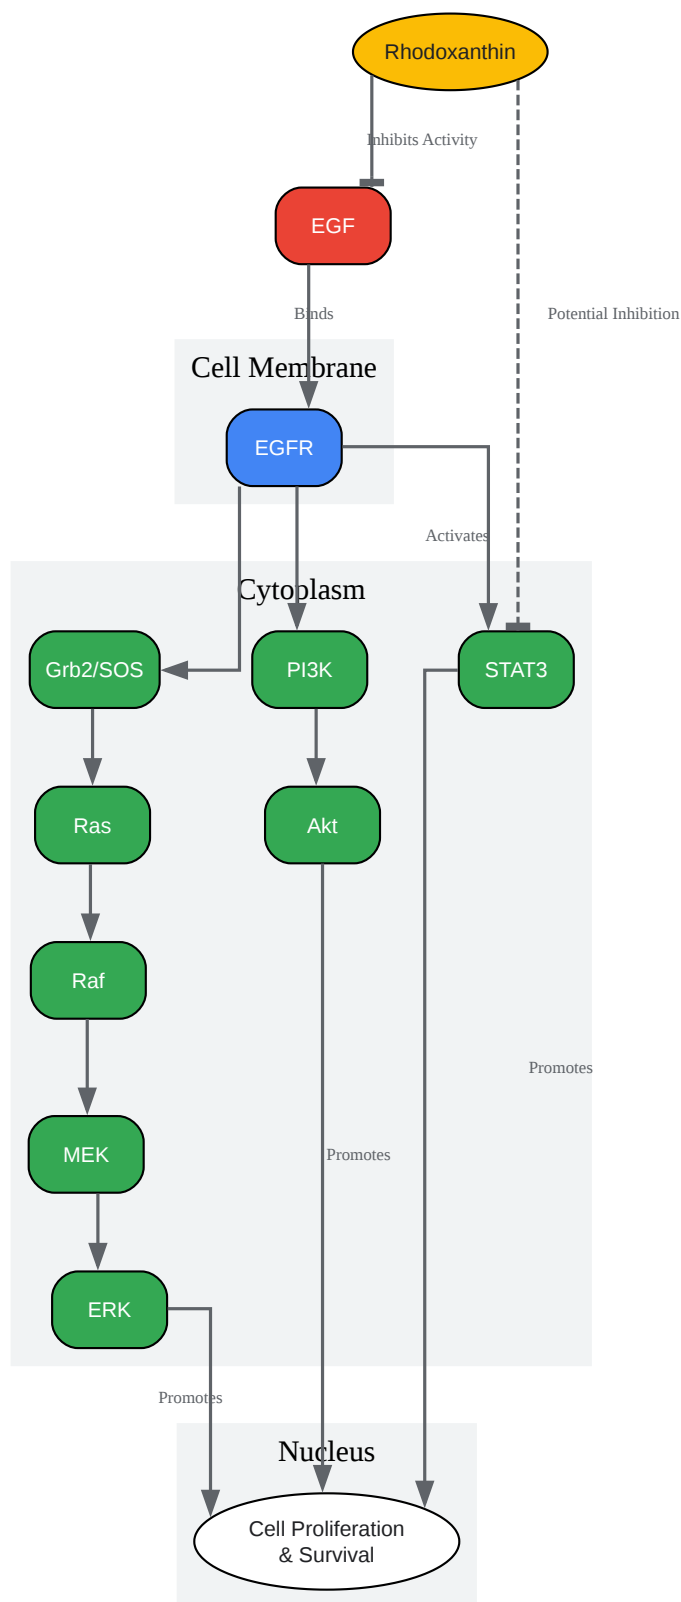 Rhodoxanthin
Inhibits Activity
EGF
Binds
Potential Inhibition
Cell Membrane
EGFR
Activates
Cytoplasm
Grb2/SOS
PI3K
STAT3
Ras
Akt
Raf
Promotes
MEK
Promotes
ERK
Promotes
Nucleus
Cell Proliferation
& Survival